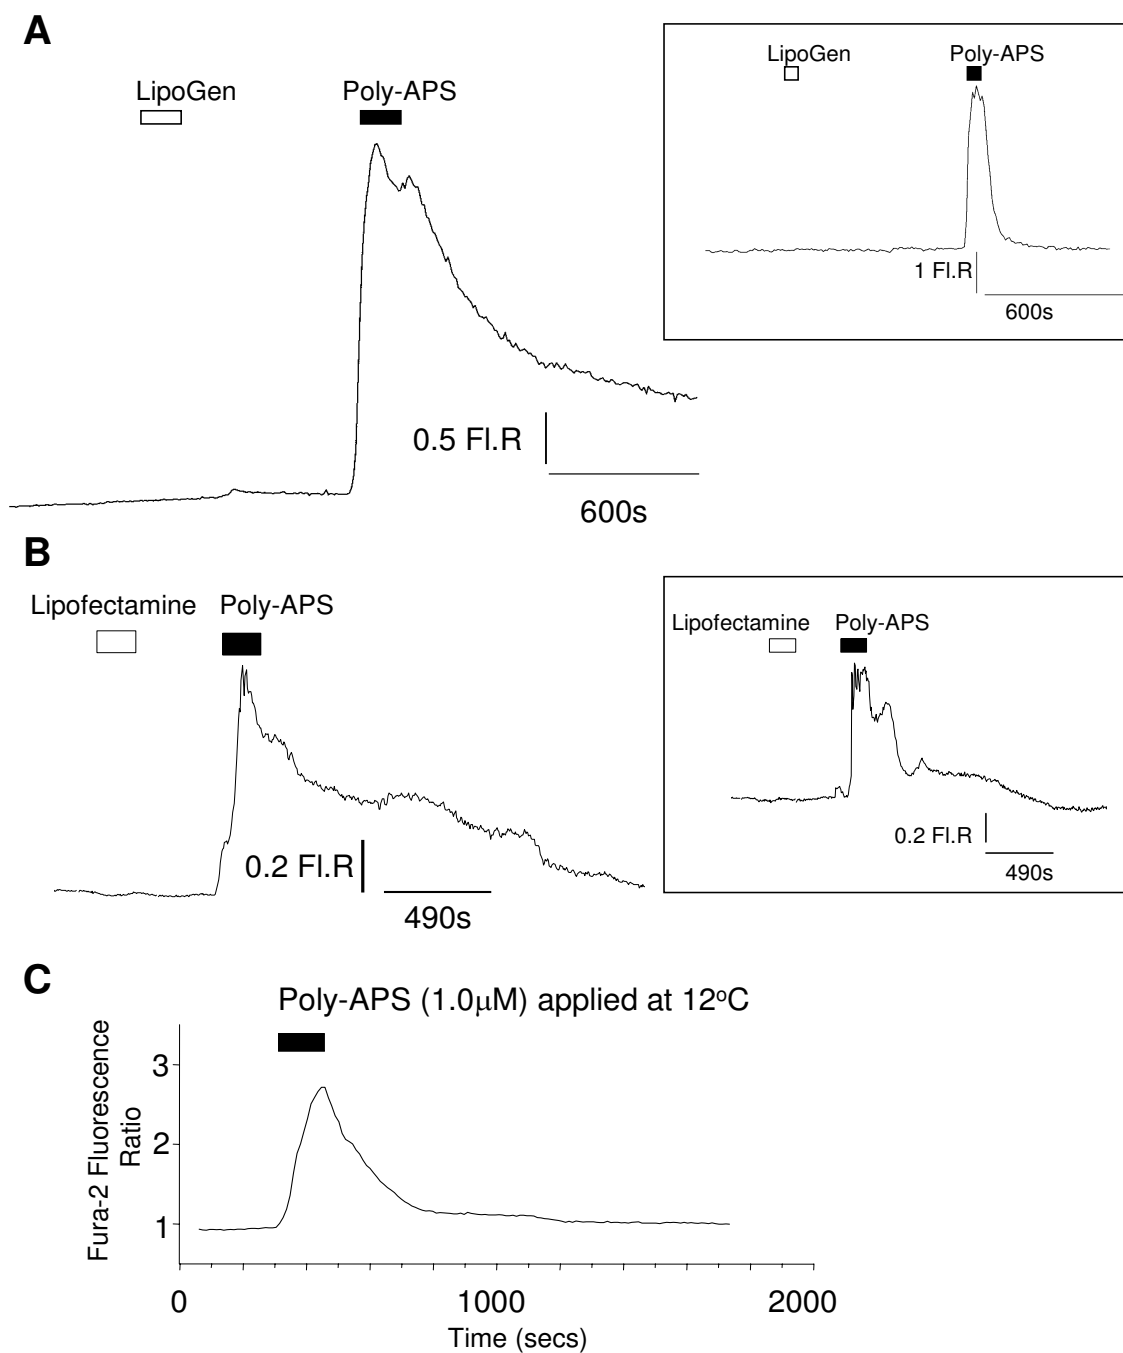 A
LipoGen
Poly-APS
0.5 Fl.R
600s
LipoGen
Poly-APS
1 Fl.R
600s
B
Lipofectamine
Poly-APS
0.2 Fl.R
490s
Lipofectamine
Poly-APS
0.2 Fl.R
490s
C
Poly-APS (1.0μM) applied at 12ºC
Fura-2 Fluorescence
Ratio
3
2
1
0
1000
2000
Time (secs)